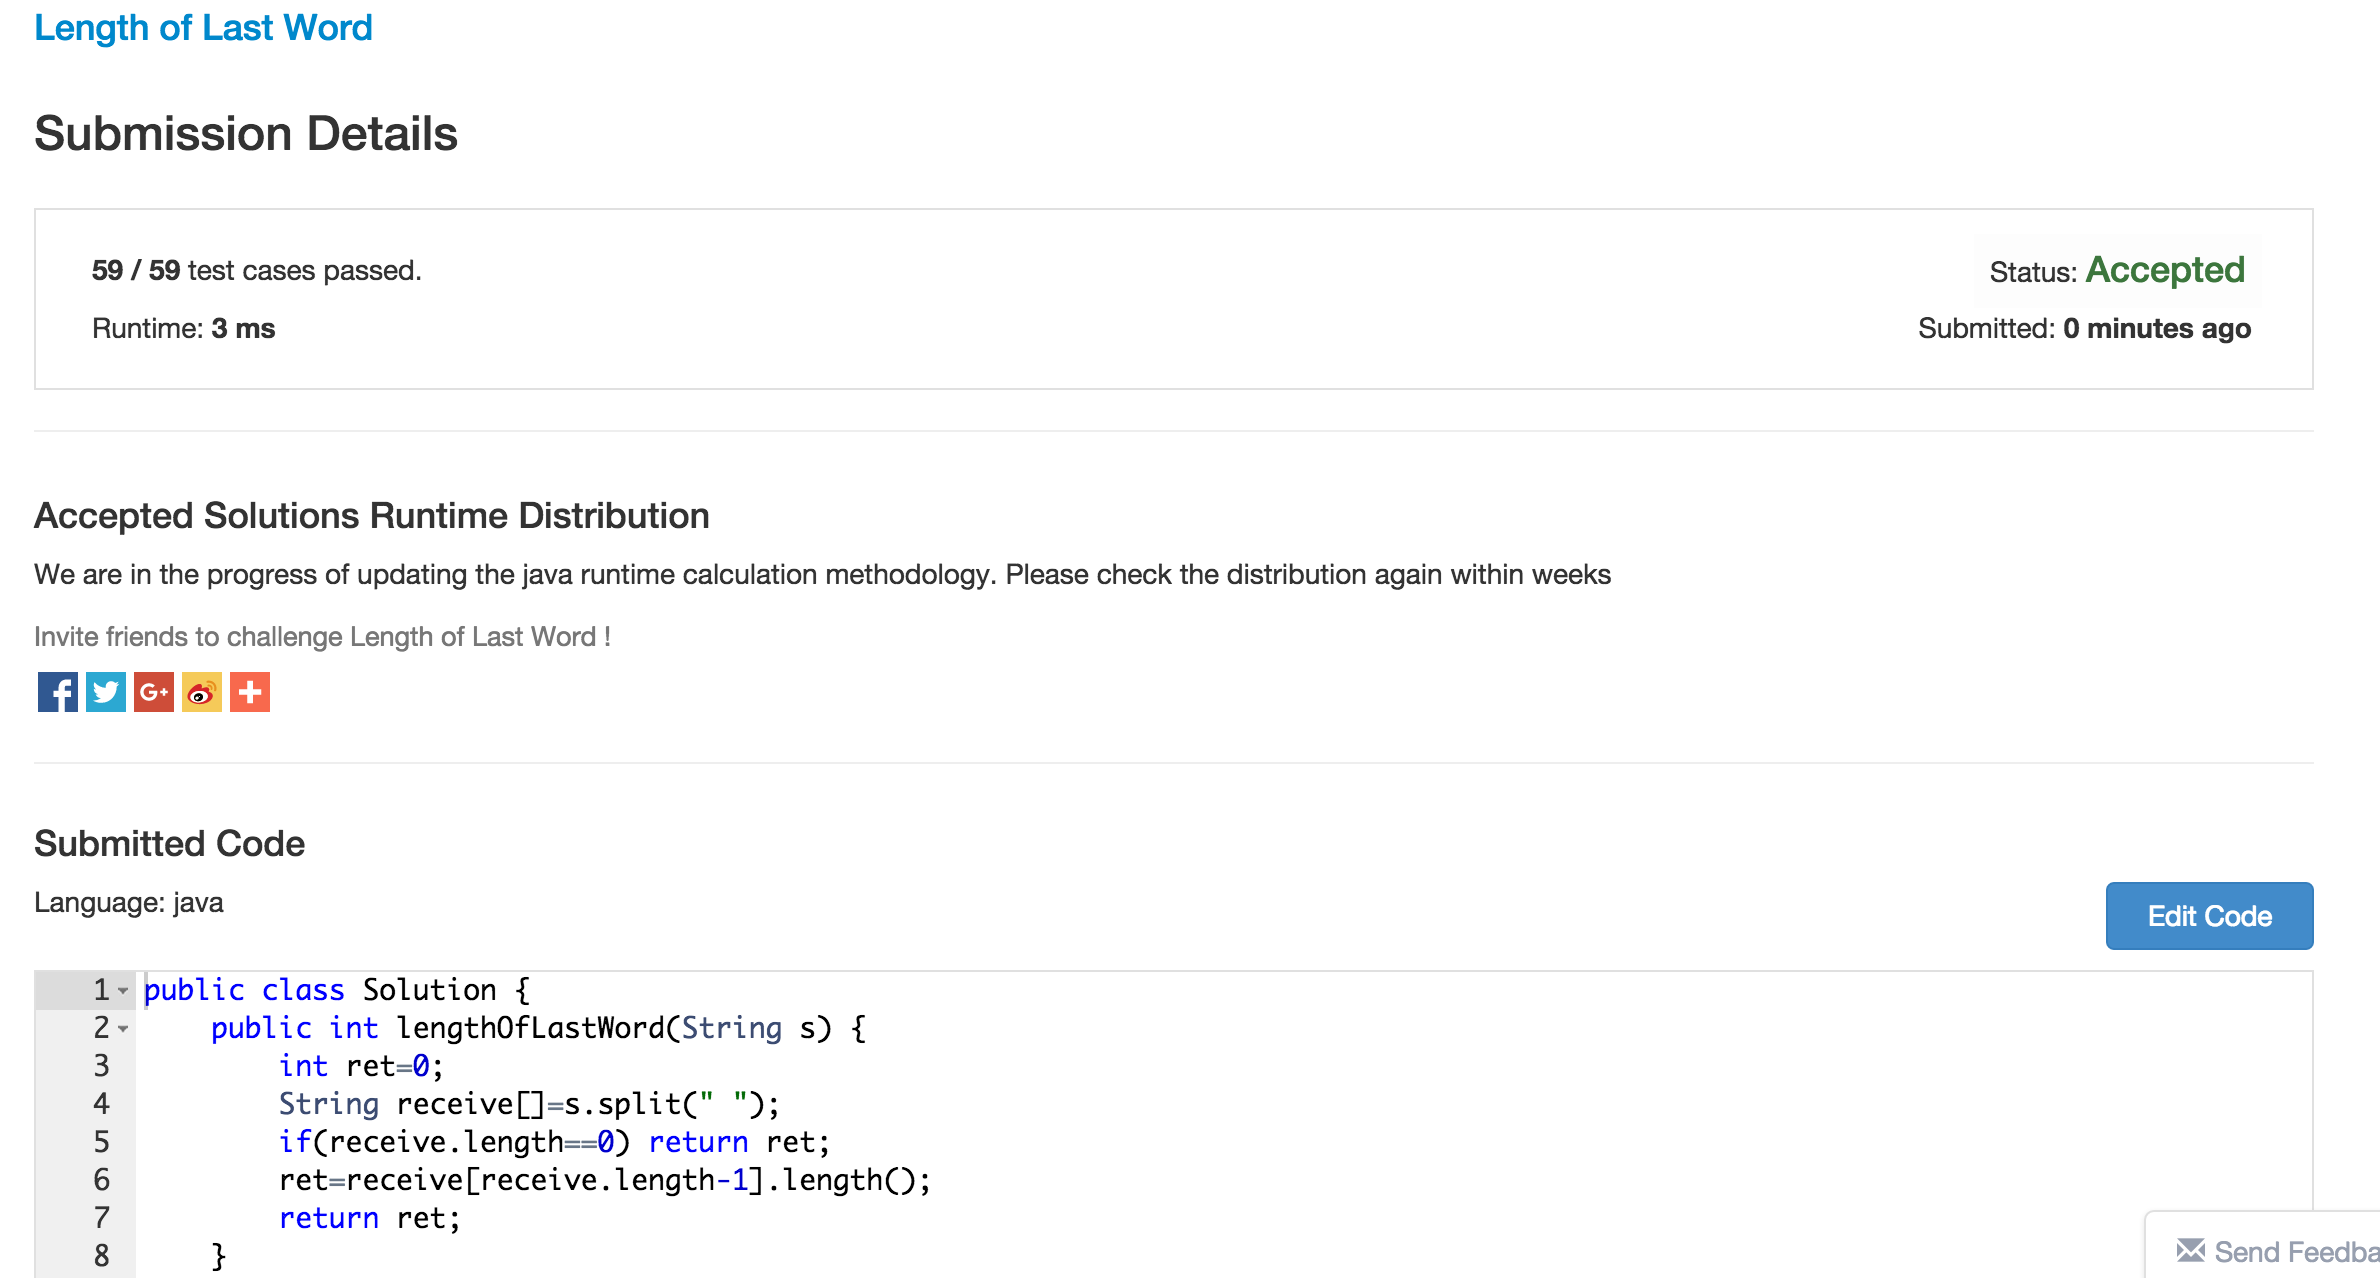 Length of Last Word
Submission Details
59 / 59 test cases passed.
Status: Accepted
Runtime: 3 ms
Submitted: 0 minutes ago
Accepted Solutions Runtime Distribution
We are in the progress of updating the java runtime calculation methodology. Please check the distribution again within weeks
Invite friends to challenge Length of Last Word !
G+
Submitted Code
Language: java
Edit Code
1 public class Solution {
2     public int lengthOfLastWord(String s) {
3         int ret=0;
4         String receive[]=s.split(" ");
5         if(receive.length==0) return ret;
6         ret=receive[receive.length-1].length();
7         return ret;
8     }
Send Feedba